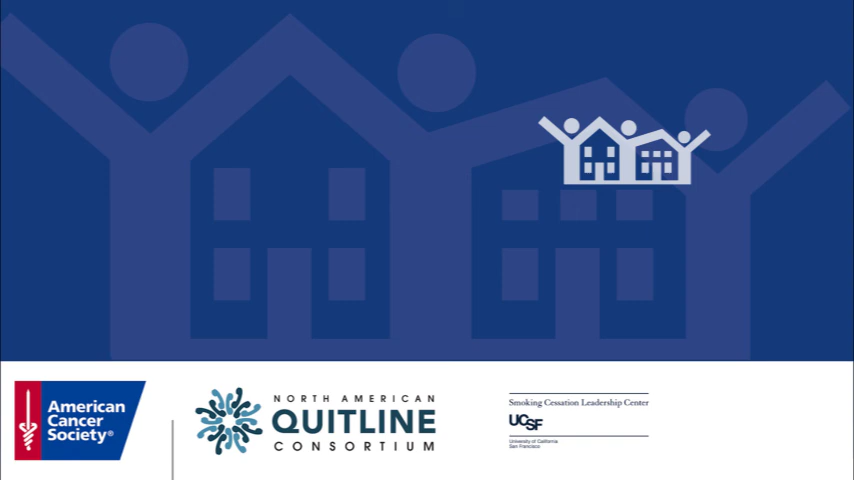 American
Cancer
Society®
NORTH AMERICAN
QUITLINE
CONSORTIUM
Smoking Cessation Leadership Center
UCSF
University of California
San Francisco